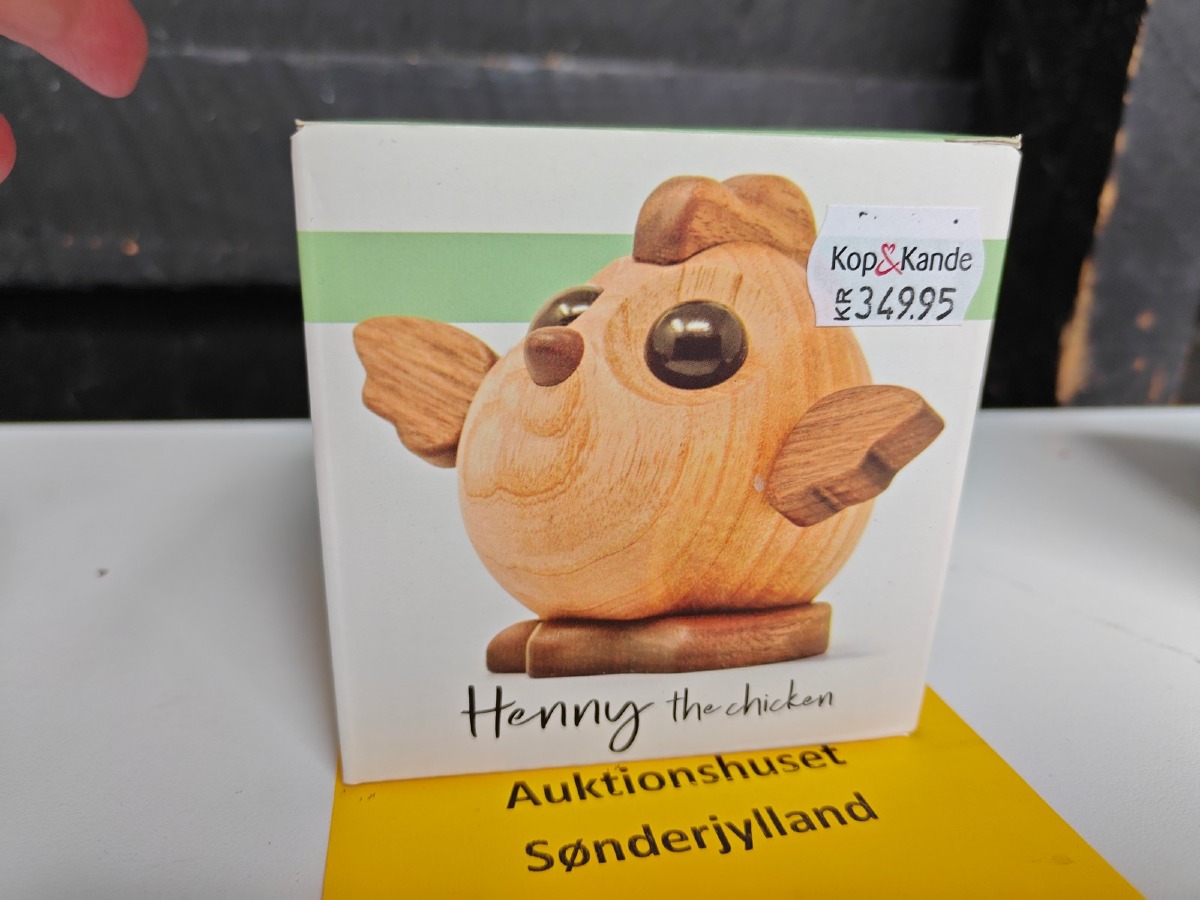 Kop&Kande
KR 349.95
Henny the chicken
Auktionshuset
Sønderjylland